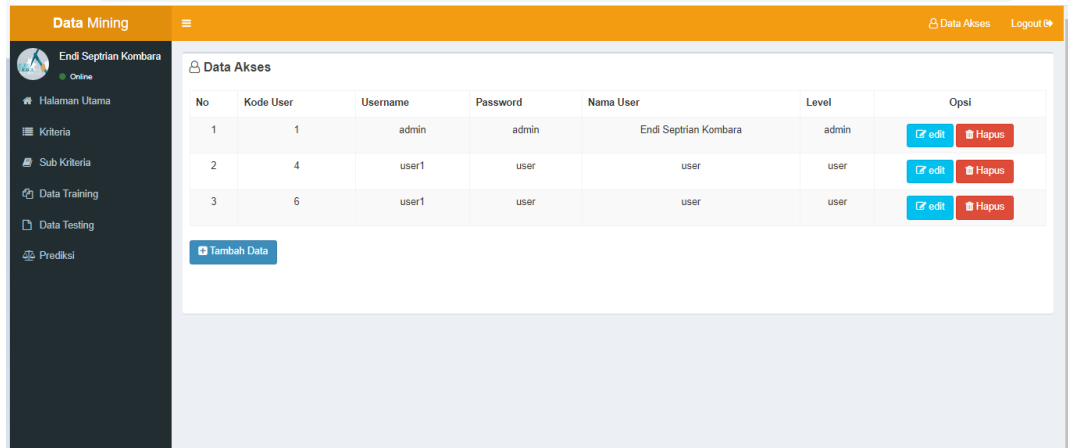 Data Mining
Data Akses Logout
Endi Septrian Kombara
Online
Halaman Utama
Kriteria
Sub Kriteria
Data Training
Data Testing
Prediksi
Data Akses
No Kode User Username Password Nama User Level Opsi
1 1 admin admin Endi Septrian Kombara admin edit Hapus
2 4 user1 user user user edit Hapus
3 6 user1 user user user edit Hapus
Tambah Data